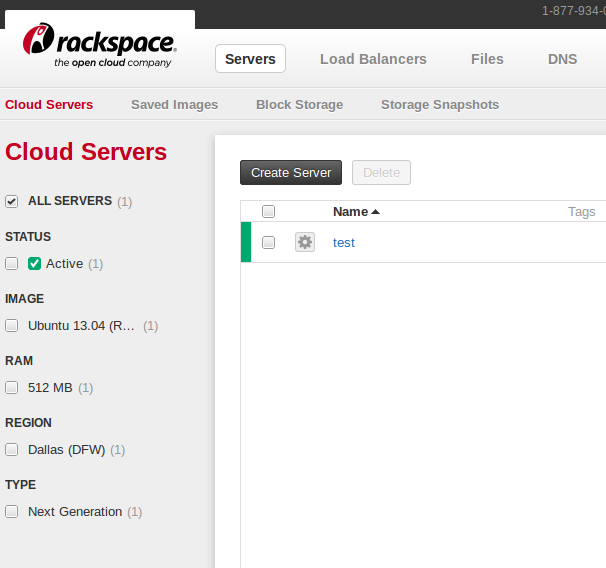 1-877-934-0
rackspace
the open cloud company
Servers Load Balancers Files DNS
Cloud Servers Saved Images Block Storage Storage Snapshots
Cloud Servers
Create Server Delete
ALL SERVERS (1)
Name Tags
STATUS
test
Active (1)
IMAGE
Ubuntu 13.04 (R... (1)
RAM
512 MB (1)
REGION
Dallas (DFW) (1)
TYPE
Next Generation (1)